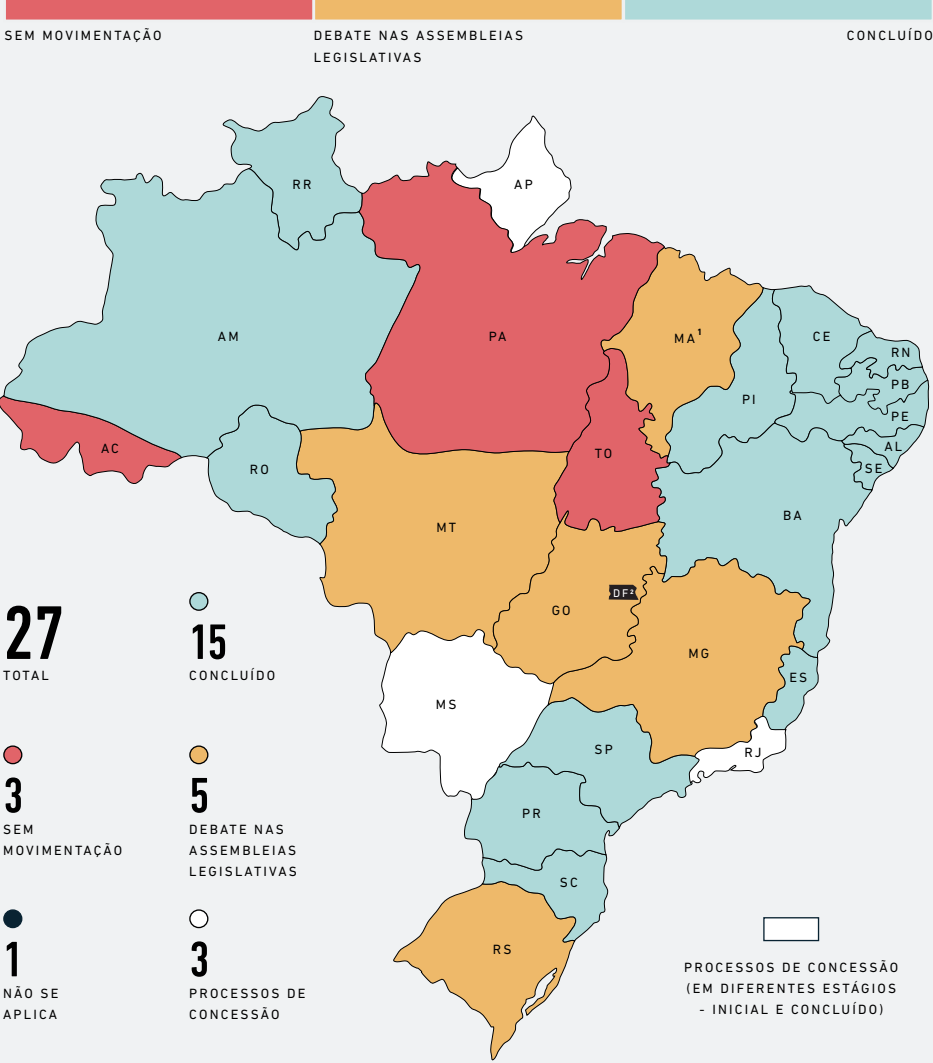 SEM MOVIMENTAÇÃO
DEBATE NAS ASSEMBLEIAS
LEGISLATIVAS
CONCLUÍDO
RR
AP
AM
PA
MA¹
CE
RN
PB
PE
PI
AL
SE
AC
RO
TO
BA
MT
DF²
GO
MG
ES
MS
SP
RJ
PR
SC
RS
27
TOTAL
15
CONCLUÍDO
3
SEM
MOVIMENTAÇÃO
5
DEBATE NAS
ASSEMBLEIAS
LEGISLATIVAS
1
NÃO SE
APLICA
3
PROCESSOS DE
CONCESSÃO
PROCESSOS DE CONCESSÃO
(EM DIFERENTES ESTÁGIOS
- INICIAL E CONCLUÍDO)